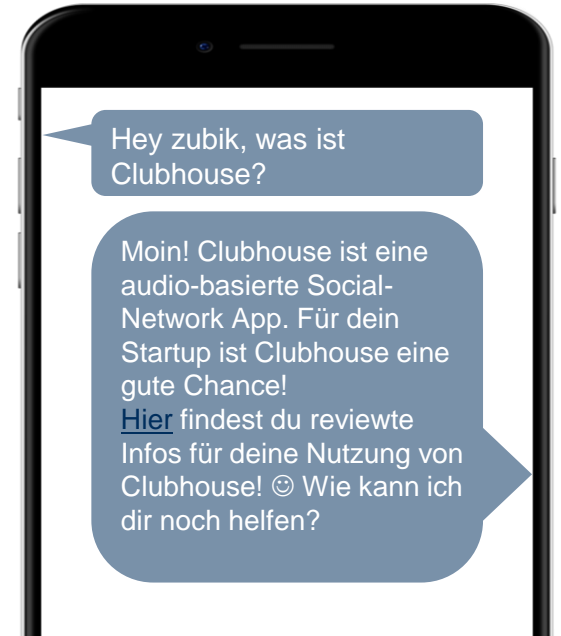 Hey zubik, was ist
Clubhouse?
Moin! Clubhouse ist eine
audio-basierte Social-
Network App. Für dein
Startup ist Clubhouse eine
gute Chance!
Hier findest du reviewte
Infos für deine Nutzung von
Clubhouse! ☺ Wie kann ich
dir noch helfen?